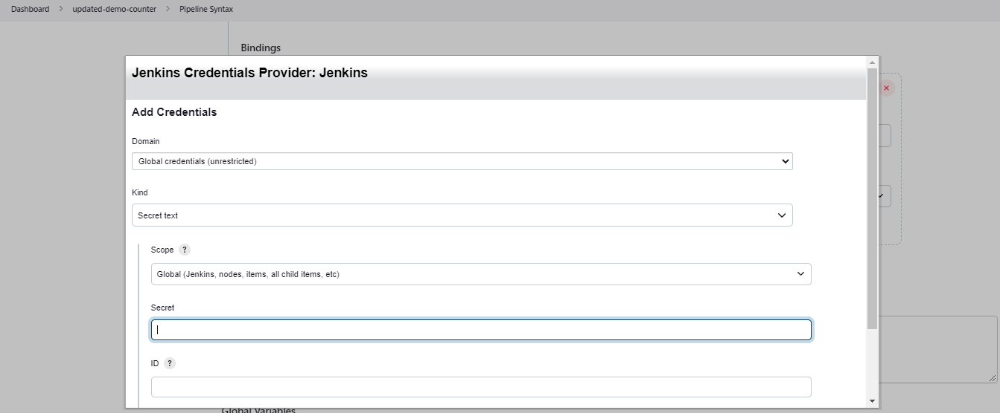 Dashboard > updated-demo-counter > Pipeline Syntax
Bindings
Jenkins Credentials Provider: Jenkins
Add Credentials
Domain
Global credentials (unrestricted)
Kind
Secret text
Scope ?
Global (Jenkins, nodes, items, all child items, etc)
Secret
ID ?
Global Variables